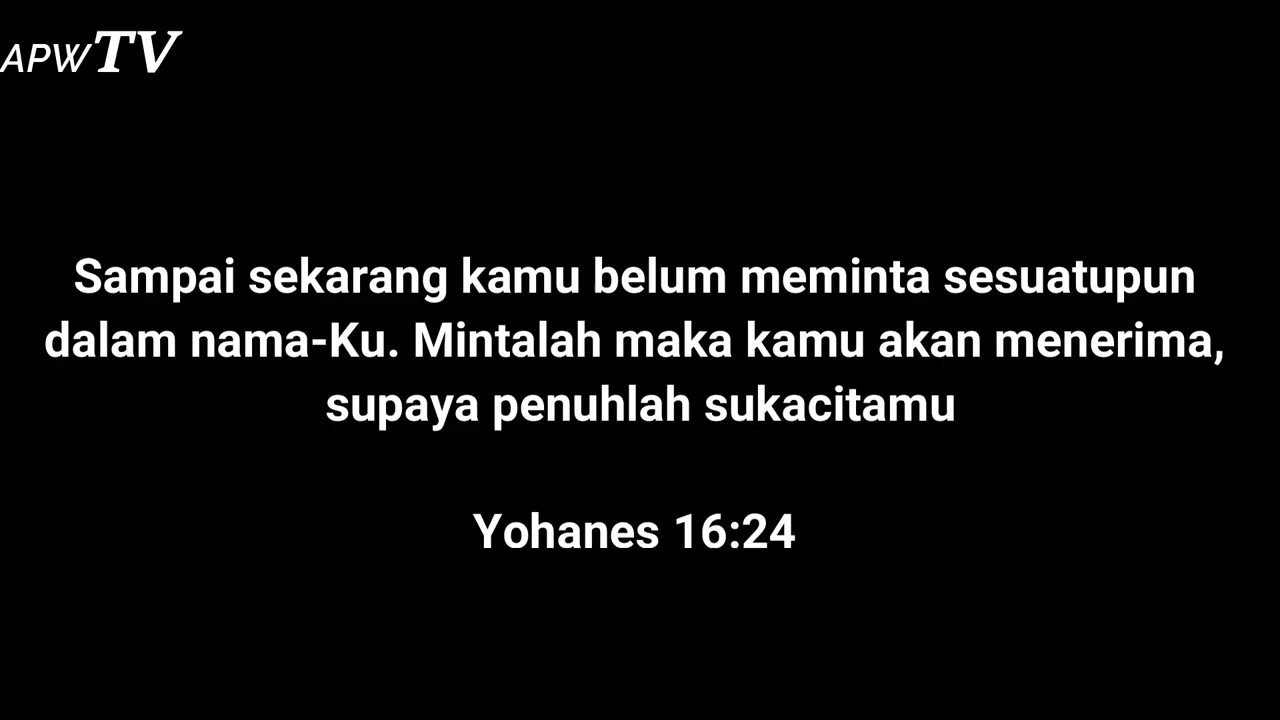 APWTV
Sampai sekarang kamu belum meminta sesuatupun
dalam nama-Ku. Mintalah maka kamu akan menerima,
supaya penuhlah sukacitamu
Yohanes 16:24